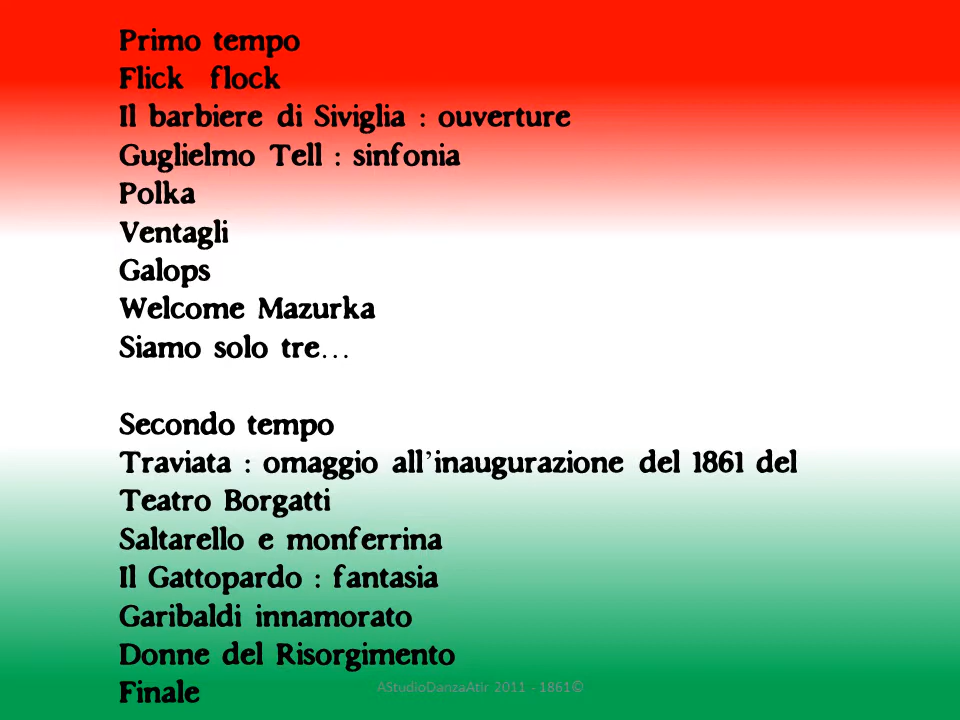 Primo tempo
Flick flock
Il barbiere di Siviglia : ouverture
Guglielmo Tell : sinfonia
Polka
Ventagli
Galops
Welcome Mazurka
Siamo solo tre…
Secondo tempo
Traviata : omaggio all’inaugurazione del 1861 del
Teatro Borgatti
Saltarello e monferrina
Il Gattopardo : fantasia
Garibaldi innamorato
Donne del Risorgimento
Finale
AStudioDanzaAtir 2011 - 1861©